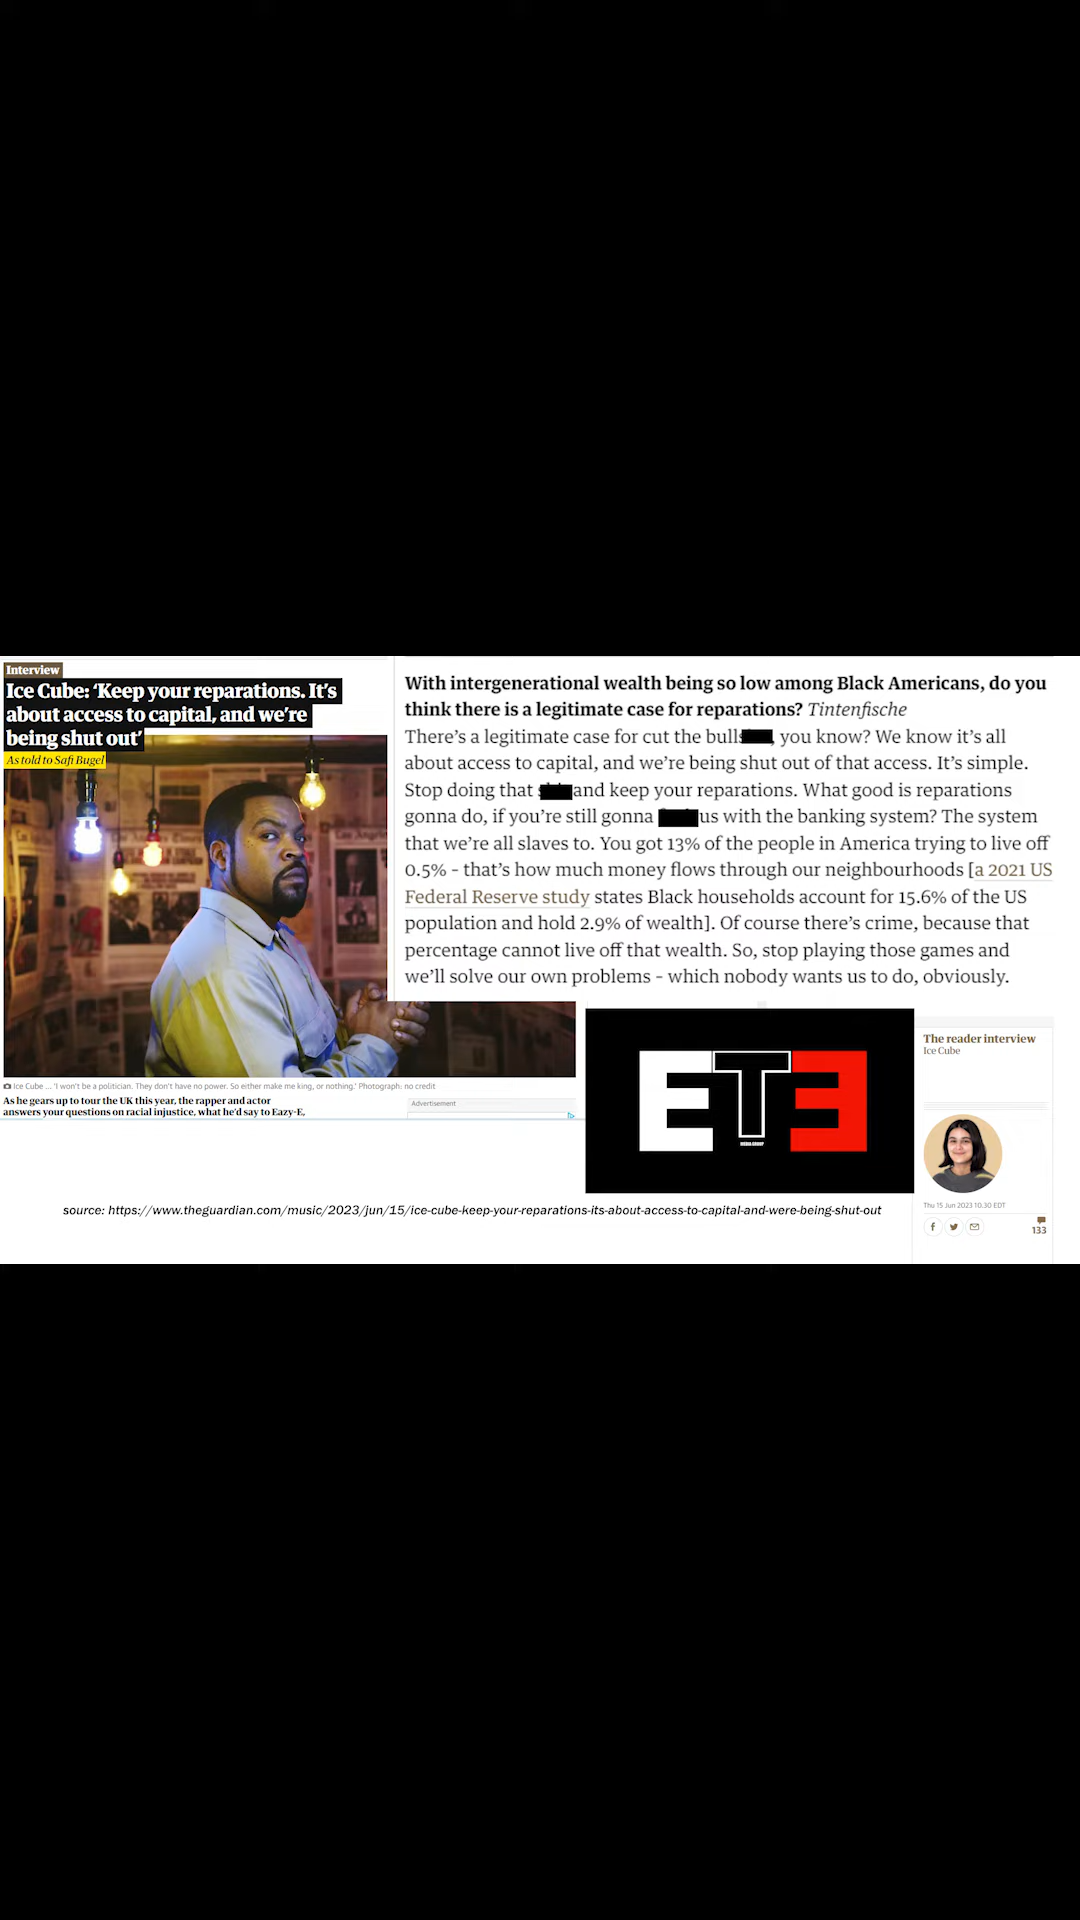 Interview
Ice Cube: ‘Keep your reparations. It’s
about access to capital, and we’re
being shut out’
As told to Safi Bugel
Ice Cube ... ‘I won’t be a politician. They don’t have no power. So either make me king, or nothing.’ Photograph: no credit
As he gears up to tour the UK this year, the rapper and actor
answers your questions on racial injustice, what he’d say to Eazy-E,
Advertisement
With intergenerational wealth being so low among Black Americans, do you
think there is a legitimate case for reparations? Tintenfische
There’s a legitimate case for cut the bulls, you know? We know it’s all
about access to capital, and we’re being shut out of that access. It’s simple.
Stop doing that and keep your reparations. What good is reparations
gonna do, if you’re still gonna us with the banking system? The system
that we’re all slaves to. You got 13% of the people in America trying to live off
0.5% – that’s how much money flows through our neighbourhoods [a 2021 US
Federal Reserve study states Black households account for 15.6% of the US
population and hold 2.9% of wealth]. Of course there’s crime, because that
percentage cannot live off that wealth. So, stop playing those games and
we’ll solve our own problems – which nobody wants us to do, obviously.
ETE
MEDIA GROUP
The reader interview
Ice Cube
Thu 15 Jun 2023 10.30 EDT
133
source: https://www.theguardian.com/music/2023/jun/15/ice-cube-keep-your-reparations-its-about-access-to-capital-and-were-being-shut-out